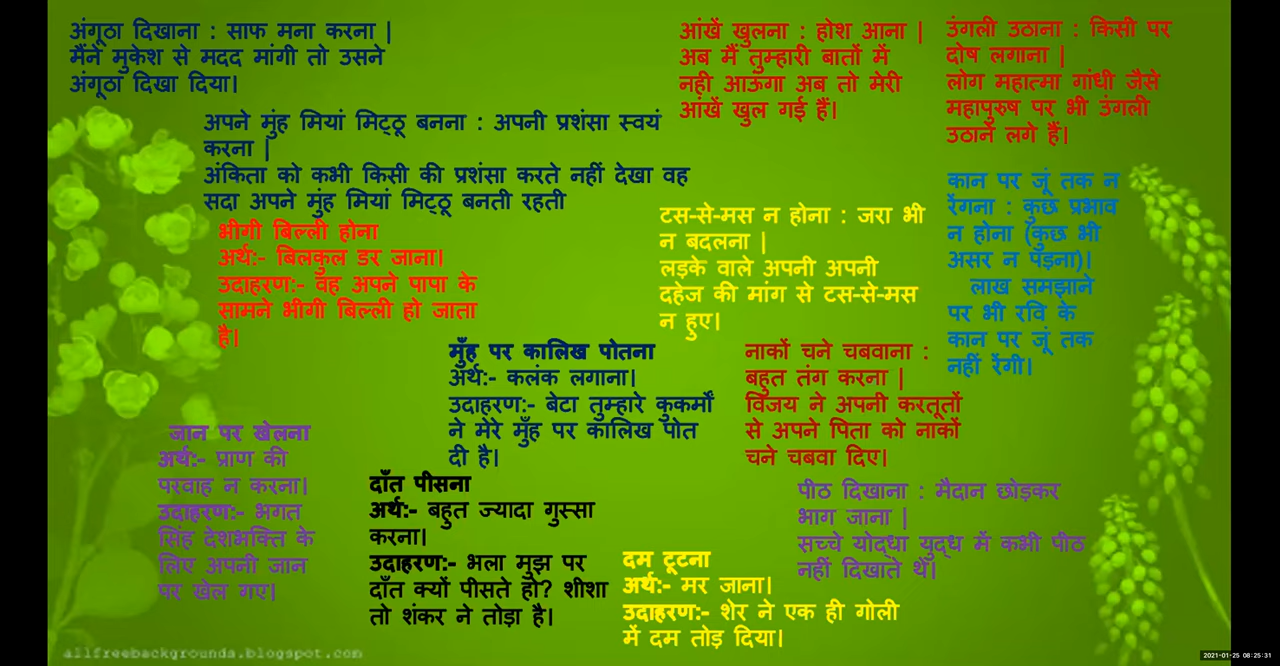 अंगूठा दिखाना : साफ मना करना |
मैंने मुकेश से मदद मांगी तो उसने
अंगूठा दिखा दिया।
अपने मुंह मियां मिट्ठू बनना : अपनी प्रशंसा स्वयं
करना |
अंकिता को कभी किसी की प्रशंसा करते नहीं देखा वह
सदा अपने मुंह मियां मिट्ठू बनती रहती
आंखें खुलना : होश आना |
अब मैं तुम्हारी बातों में
नही आऊंगा अब तो मेरी
आंखें खुल गई हैं।
उंगली उठाना : किसी पर
दोष लगाना |
लोग महात्मा गांधी जैसे
महापुरुष पर भी उंगली
उठाने लगे हैं।
भीगी बिल्ली होना
अर्थ:- बिलकुल डर जाना।
उदाहरण:- वह अपने पापा के
सामने भीगी बिल्ली हो जाता
है।
टस-से-मस न होना : जरा भी
न बदलना |
लड़के वाले अपनी अपनी
दहेज की मांग से टस-से-मस
न हुए।
कान पर जूं तक न
रेंगना : कुछ प्रभाव
न होना (कुछ भी
असर न पड़ना)।
लाख समझाने
पर भी रवि के
कान पर जूं तक
नहीं रेंगी।
मुँह पर कालिख पोतना
अर्थ:- कलंक लगाना।
उदाहरण:- बेटा तुम्हारे कुकर्मों
ने मेरे मुँह पर कालिख पोत
दी है।
नाकों चने चबवाना :
बहुत तंग करना |
विजय ने अपनी करतूतों
से अपने पिता को नाकों
चने चबवा दिए।
जान पर खेलना
अर्थ:- प्राण की
परवाह न करना।
उदाहरण:- भगत
सिंह देशभक्ति के
लिए अपनी जान
पर खेल गए।
दाँत पीसना
अर्थ:- बहुत ज्यादा गुस्सा
करना।
उदाहरण:- भला मुझ पर
दाँत क्यों पीसते हो? शीशा
तो शंकर ने तोड़ा है।
पीठ दिखाना : मैदान छोड़कर
भाग जाना |
सच्चे योद्धा युद्ध में कभी पीठ
नहीं दिखाते थे।
दम टूटना
अर्थ:- मर जाना।
उदाहरण:- शेर ने एक ही गोली
में दम तोड़ दिया।
allfreebackgrounds.blogspot.com
2021-01-25 08:25:31